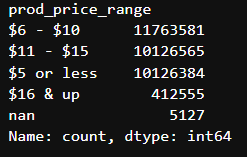 prod_price_range
$6 - $10 11763581
$11 - $15 10126565
$5 or less 10126384
$16 & up 412555
nan 5127
Name: count, dtype: int64